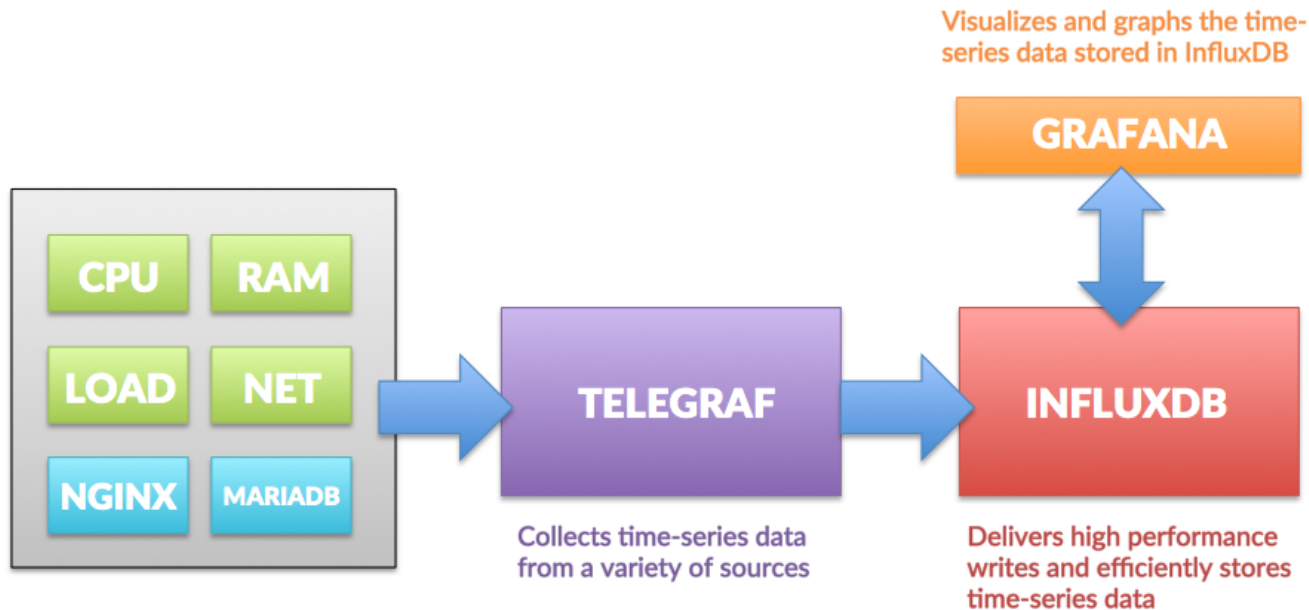 Visualizes and graphs the time-
series data stored in InfluxDB
GRAFANA
CPU
RAM
LOAD
NET
NGINX
MARIADB
TELEGRAF
INFLUXDB
Collects time-series data
from a variety of sources
Delivers high performance
writes and efficiently stores
time-series data